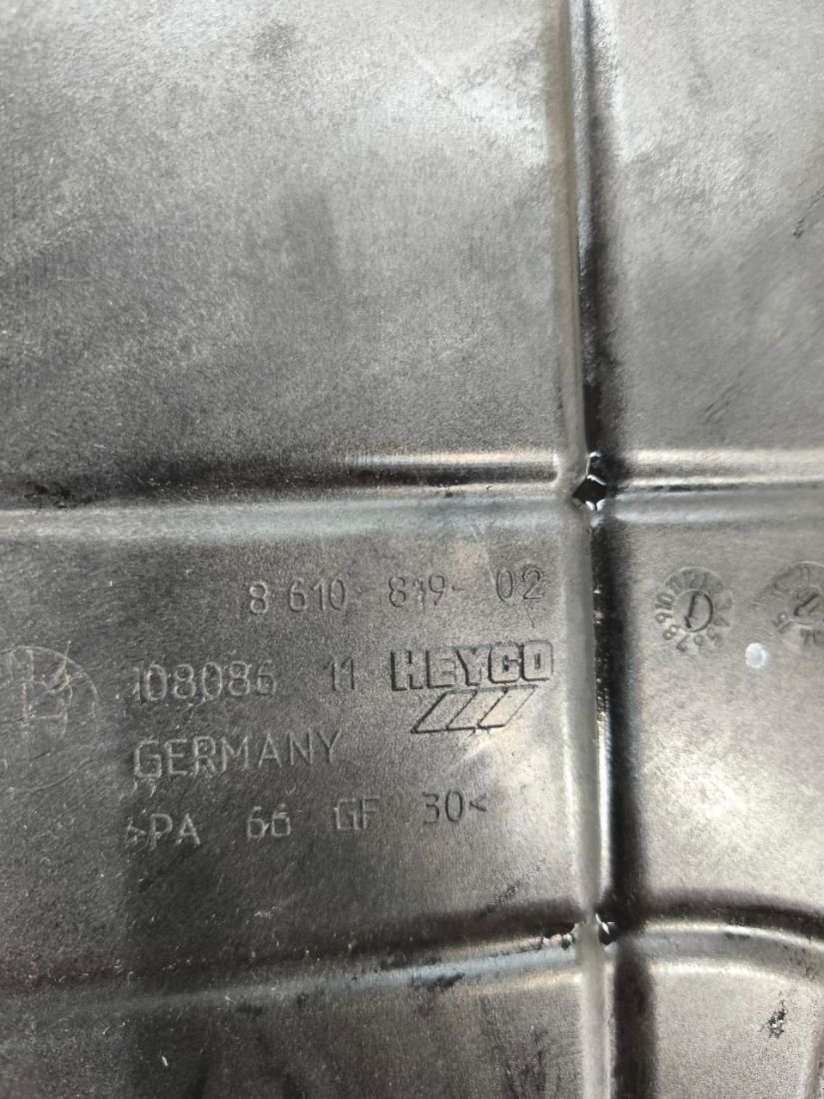 8 610 819-02
108086 11 HEYCO
GERMANY
>PA 66 GF 30<